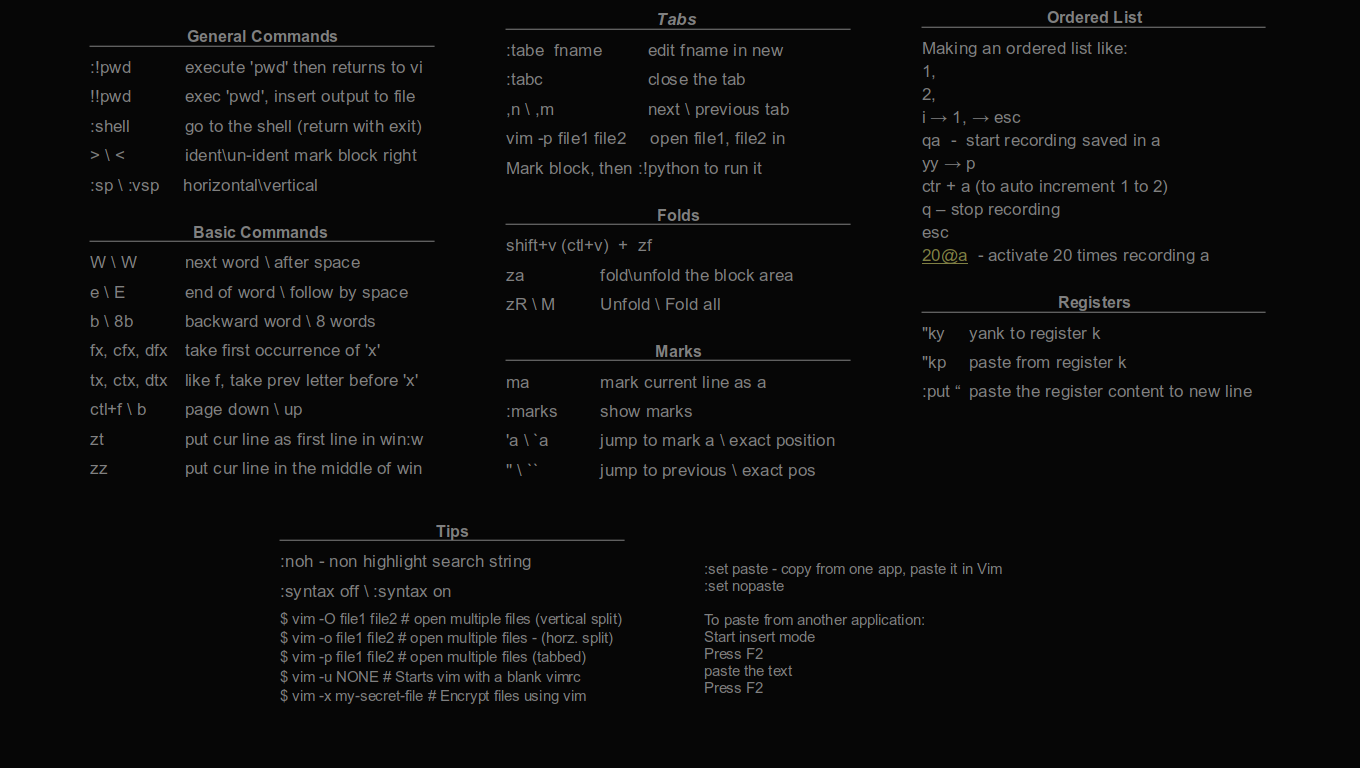 General Commands
:!pwd execute 'pwd' then returns to vi
!!pwd exec 'pwd', insert output to file
:shell go to the shell (return with exit)
> \ < ident\un-ident mark block right
:sp \ :vsp horizontal\vertical
Basic Commands
W \ W next word \ after space
e \ E end of word \ follow by space
b \ 8b backward word \ 8 words
fx, cfx, dfx take first occurrence of 'x'
tx, ctx, dtx like f, take prev letter before 'x'
ctl+f \ b page down \ up
zt put cur line as first line in win:w
zz put cur line in the middle of win
Tabs
:tabe fname edit fname in new
:tabc close the tab
,n \ ,m next \ previous tab
vim -p file1 file2 open file1, file2 in
Mark block, then :!python to run it
Folds
shift+v (ctl+v) + zf
za fold\unfold the block area
zR \ M Unfold \ Fold all
Marks
ma mark current line as a
:marks show marks
'a \ `a jump to mark a \ exact position
'' \ `` jump to previous \ exact pos
Ordered List
Making an ordered list like:
1,
2,
i → 1, → esc
qa - start recording saved in a
yy → p
ctr + a (to auto increment 1 to 2)
q – stop recording
esc
20@a - activate 20 times recording a
Registers
"ky yank to register k
"kp paste from register k
:put “ paste the register content to new line
Tips
:noh - non highlight search string
:syntax off \ :syntax on
$ vim -O file1 file2 # open multiple files (vertical split)
$ vim -o file1 file2 # open multiple files - (horz. split)
$ vim -p file1 file2 # open multiple files (tabbed)
$ vim -u NONE # Starts vim with a blank vimrc
$ vim -x my-secret-file # Encrypt files using vim
:set paste - copy from one app, paste it in Vim
:set nopaste
To paste from another application:
Start insert mode
Press F2
paste the text
Press F2